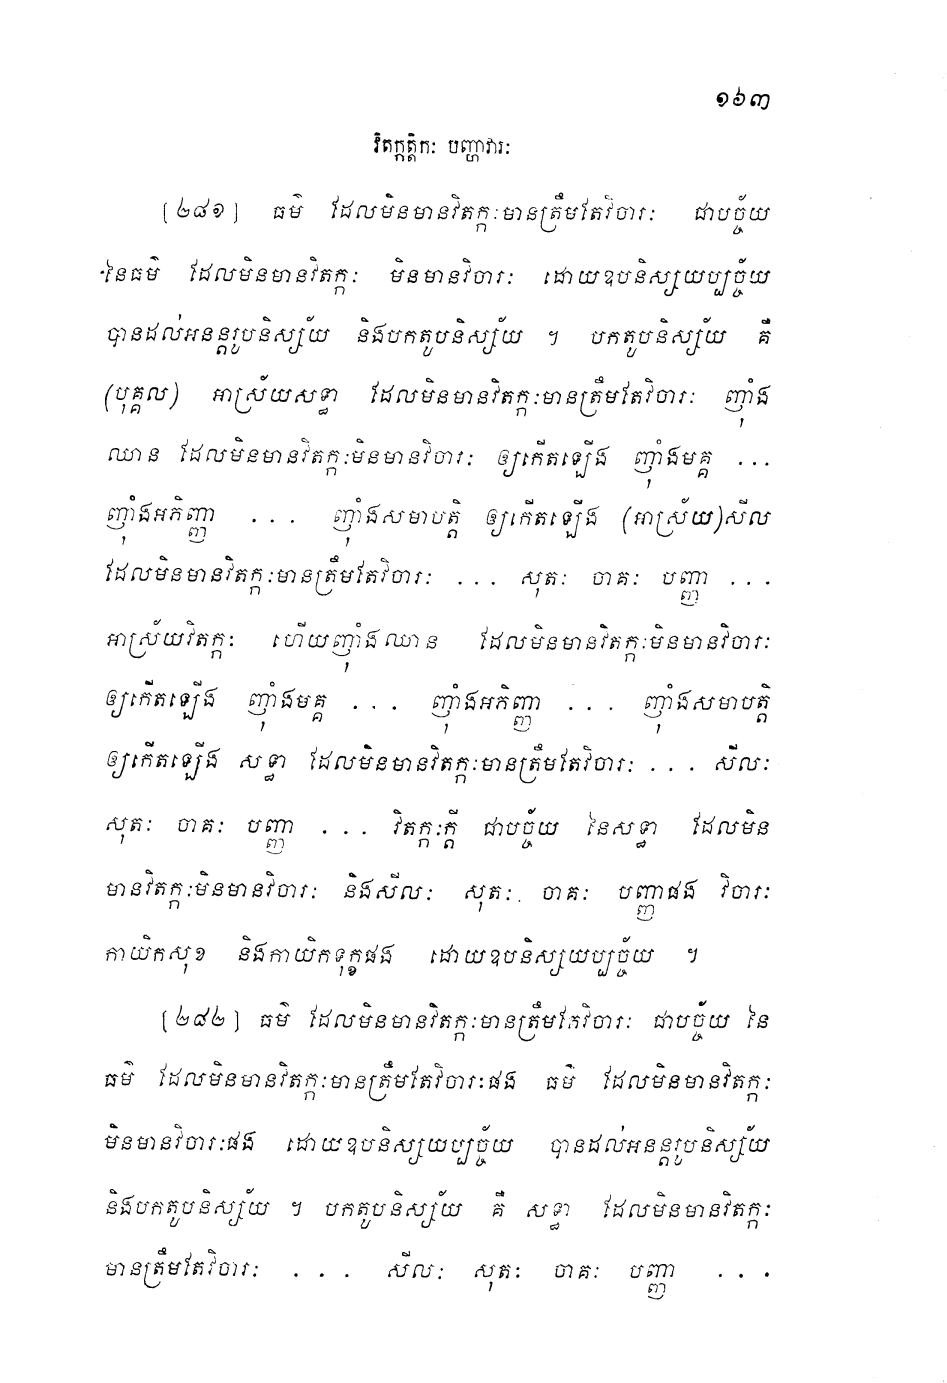 ១៦៣
វិតក្កត្តិកៈ បញ្ហាវារៈ
[២៨១] ធម៌ ដែលមិនមានវិតក្កៈមានត្រឹមតែវិចារៈ ជាបច្ច័យ
នៃធម៌ ដែលមិនមានវិតក្កៈ មិនមានវិចារៈ ដោយឧបនិស្សយប្បច្ច័យ
បានដល់អនន្តរូបនិស្ស័យ និងបកតូបនិស្ស័យ ។ បកតូបនិស្ស័យ គឺ
(បុគ្គល) អាស្រ័យសទ្ធា ដែលមិនមានវិតក្កៈមានត្រឹមតែវិចារៈ ញុំាង
ឈាន ដែលមិនមានវិតក្កៈមិនមានវិចារៈ ឲ្យកើតឡើង ញុំាងមគ្គ ...
ញុំាងអភិញ្ញា ... ញុំាងសមាបត្តិ ឲ្យកើតឡើង (អាស្រ័យ)សីល
ដែលមិនមានវិតក្កៈមានត្រឹមតែវិចារៈ ... សុតៈ ចាគៈ បញ្ញា ...
អាស្រ័យវិតក្កៈ ហើយញុំាងឈាន ដែលមិនមានវិតក្កៈមិនមានវិចារៈ
ឲ្យកើតឡើង ញុំាងមគ្គ ... ញុំាងអភិញ្ញា ... ញុំាងសមាបត្តិ
ឲ្យកើតឡើង សទ្ធា ដែលមិនមានវិតក្កៈមានត្រឹមតែវិចារៈ ... សីលៈ
សុតៈ ចាគៈ បញ្ញា ... វិតក្កៈក្តី ជាបច្ច័យ នៃសទ្ធា ដែលមិន
មានវិតក្កៈមិនមានវិចារៈ និងសីលៈ សុតៈ ចាគៈ បញ្ញាផង វិចារៈ
កាយិកសុខ និងកាយិកទុក្ខផង ដោយឧបនិស្សយប្បច្ច័យ ។
[២៨២] ធម៌ ដែលមិនមានវិតក្កៈមានត្រឹមតែវិចារៈ ជាបច្ច័យ នៃ
ធម៌ ដែលមិនមានវិតក្កៈមានត្រឹមតែវិចារៈផង ធម៌ ដែលមិនមានវិតក្កៈ
មិនមានវិចារៈផង ដោយឧបនិស្សយប្បច្ច័យ បានដល់អនន្តរូបនិស្ស័យ
និងបកតូបនិស្ស័យ ។ បកតូបនិស្ស័យ គឺ សទ្ធា ដែលមិនមានវិតក្កៈ
មានត្រឹមតែវិចារៈ ... សីលៈ សុតៈ ចាគៈ បញ្ញា ...